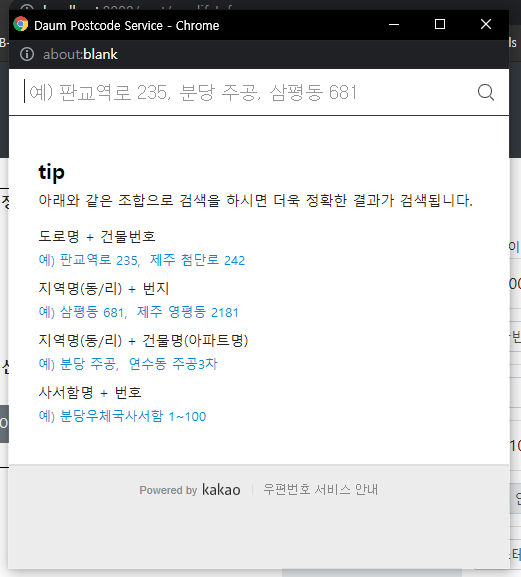 Daum Postcode Service - Chrome
about:blank
예) 판교역로 235, 분당 주공, 삼평동 681
tip
아래와 같은 조합으로 검색을 하시면 더욱 정확한 결과가 검색됩니다.
도로명 + 건물번호
예) 판교역로 235, 제주 첨단로 242
지역명(동/리) + 번지
예) 삼평동 681, 제주 영평동 2181
지역명(동/리) + 건물명(아파트명)
예) 분당 주공, 연수동 주공3차
사서함명 + 번호
예) 분당우체국사서함 1~100
Powered by kakao
우편번호 서비스 안내